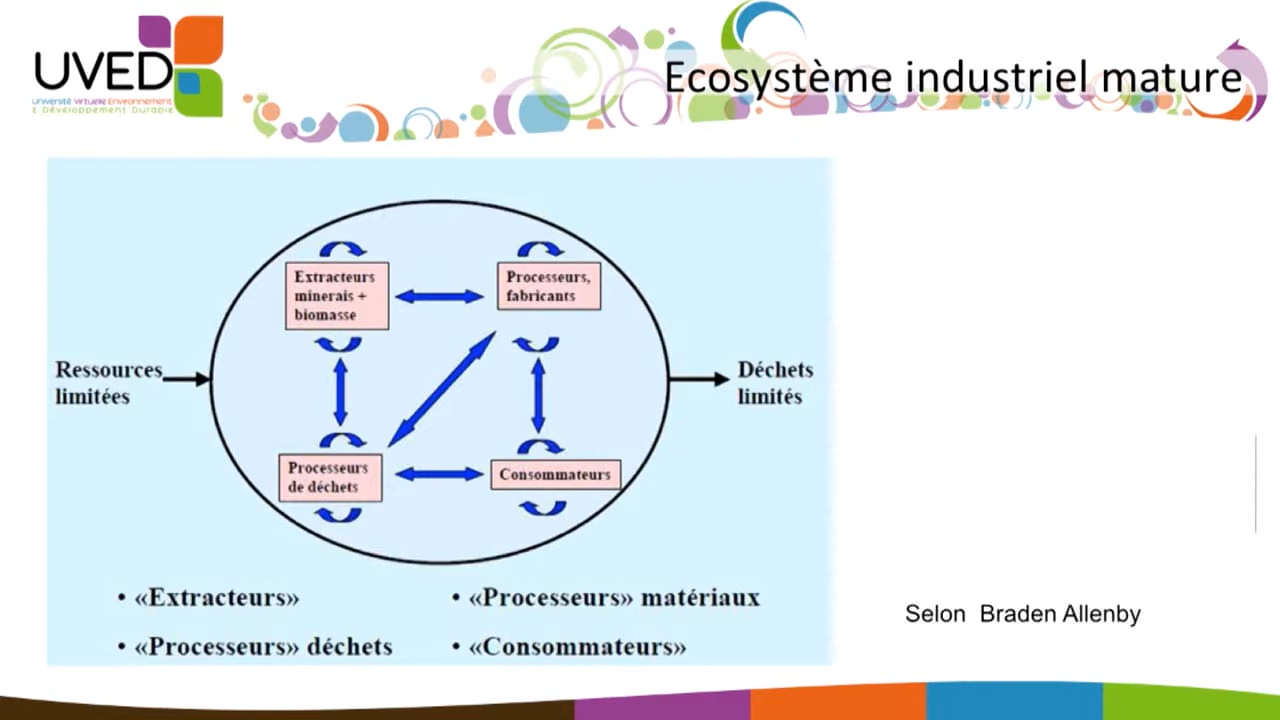 UVED
Université Virtuelle Environnement
& Développement Durable
Ecosystème industriel mature
Extracteurs
minerais +
biomasse
Processeurs,
fabricants
Ressources
limitées
Déchets
limités
Processeurs
de déchets
Consommateurs
• «Extracteurs»
• «Processeurs» matériaux
• «Processeurs» déchets
• «Consommateurs»
Selon Braden Allenby